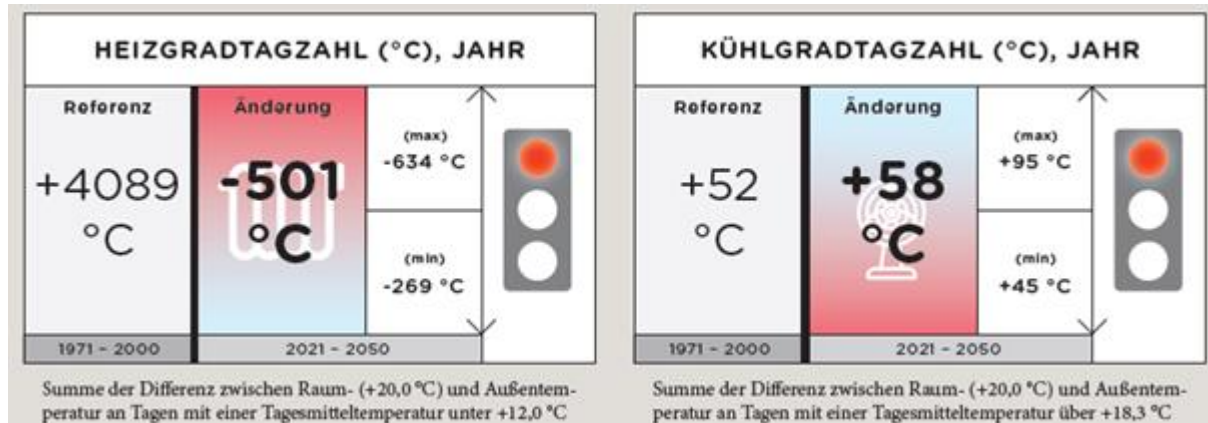 HEIZGRADTAGZAHL (°C), JAHR
Referenz
Änderung
+4089
°C
-501
°C
(max)
-634 °C
(min)
-269 °C
1971 – 2000
2021 – 2050
Summe der Differenz zwischen Raum- (+20,0 °C) und Außentem-
peratur an Tagen mit einer Tagesmitteltemperatur unter +12,0 °C
KÜHLGRADTAGZAHL (°C), JAHR
Referenz
Änderung
+52
°C
+58
°C
(max)
+95 °C
(min)
+45 °C
1971 – 2000
2021 – 2050
Summe der Differenz zwischen Raum- (+20,0 °C) und Außentem-
peratur an Tagen mit einer Tagesmitteltemperatur über +18,3 °C